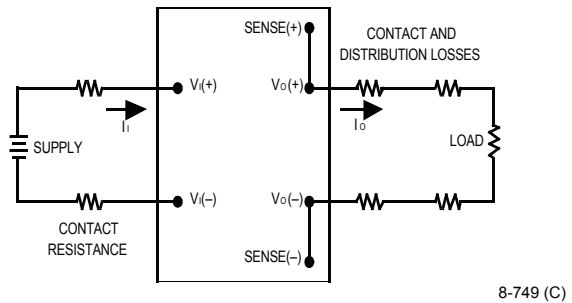 SENSE(+)
CONTACT AND
DISTRIBUTION LOSSES
VI(+)
VO(+)
II
IO
SUPPLY
LOAD
VI(–)
VO(–)
CONTACT
RESISTANCE
SENSE(–)
8-749 (C)